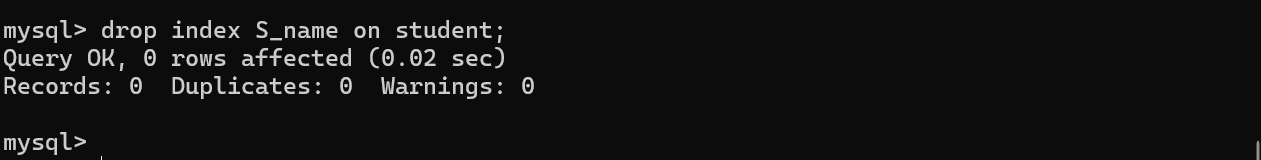 mysql> drop index S_name on student;
Query OK, 0 rows affected (0.02 sec)
Records: 0  Duplicates: 0  Warnings: 0
mysql>